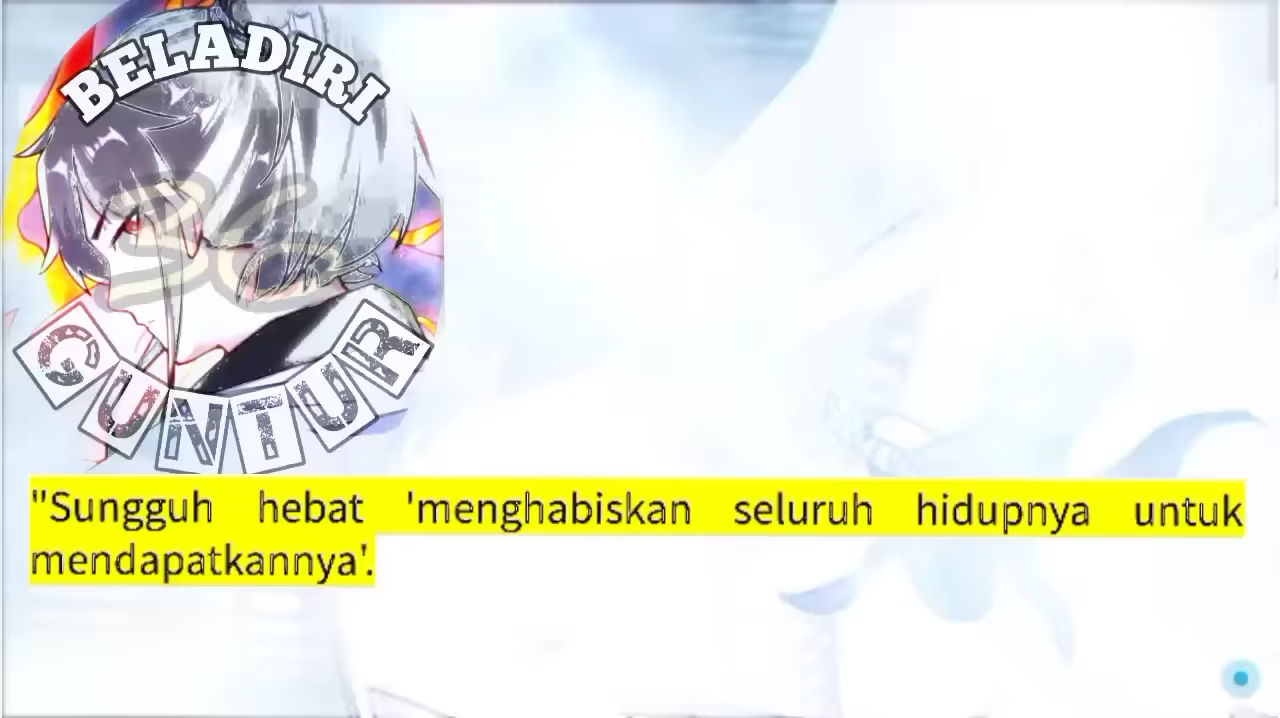 BELADIRI
GUNTUR
"Sungguh hebat 'menghabiskan seluruh hidupnya untuk
mendapatkannya'.